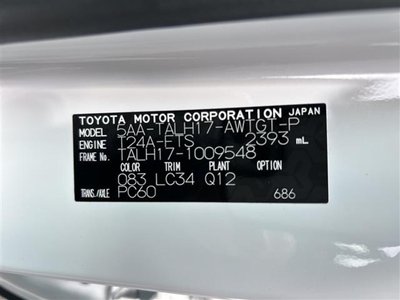 TOYOTA MOTOR CORPORATION JAPAN
MODEL 5AA-TALH17-AWTGT-P
ENGINE T24A-FTS 2393 mL
FRAME No. TALH17-1009548
COLOR TRIM PLANT OPTION
083 LC34 Q12
TRANS./AXLE PC60
686